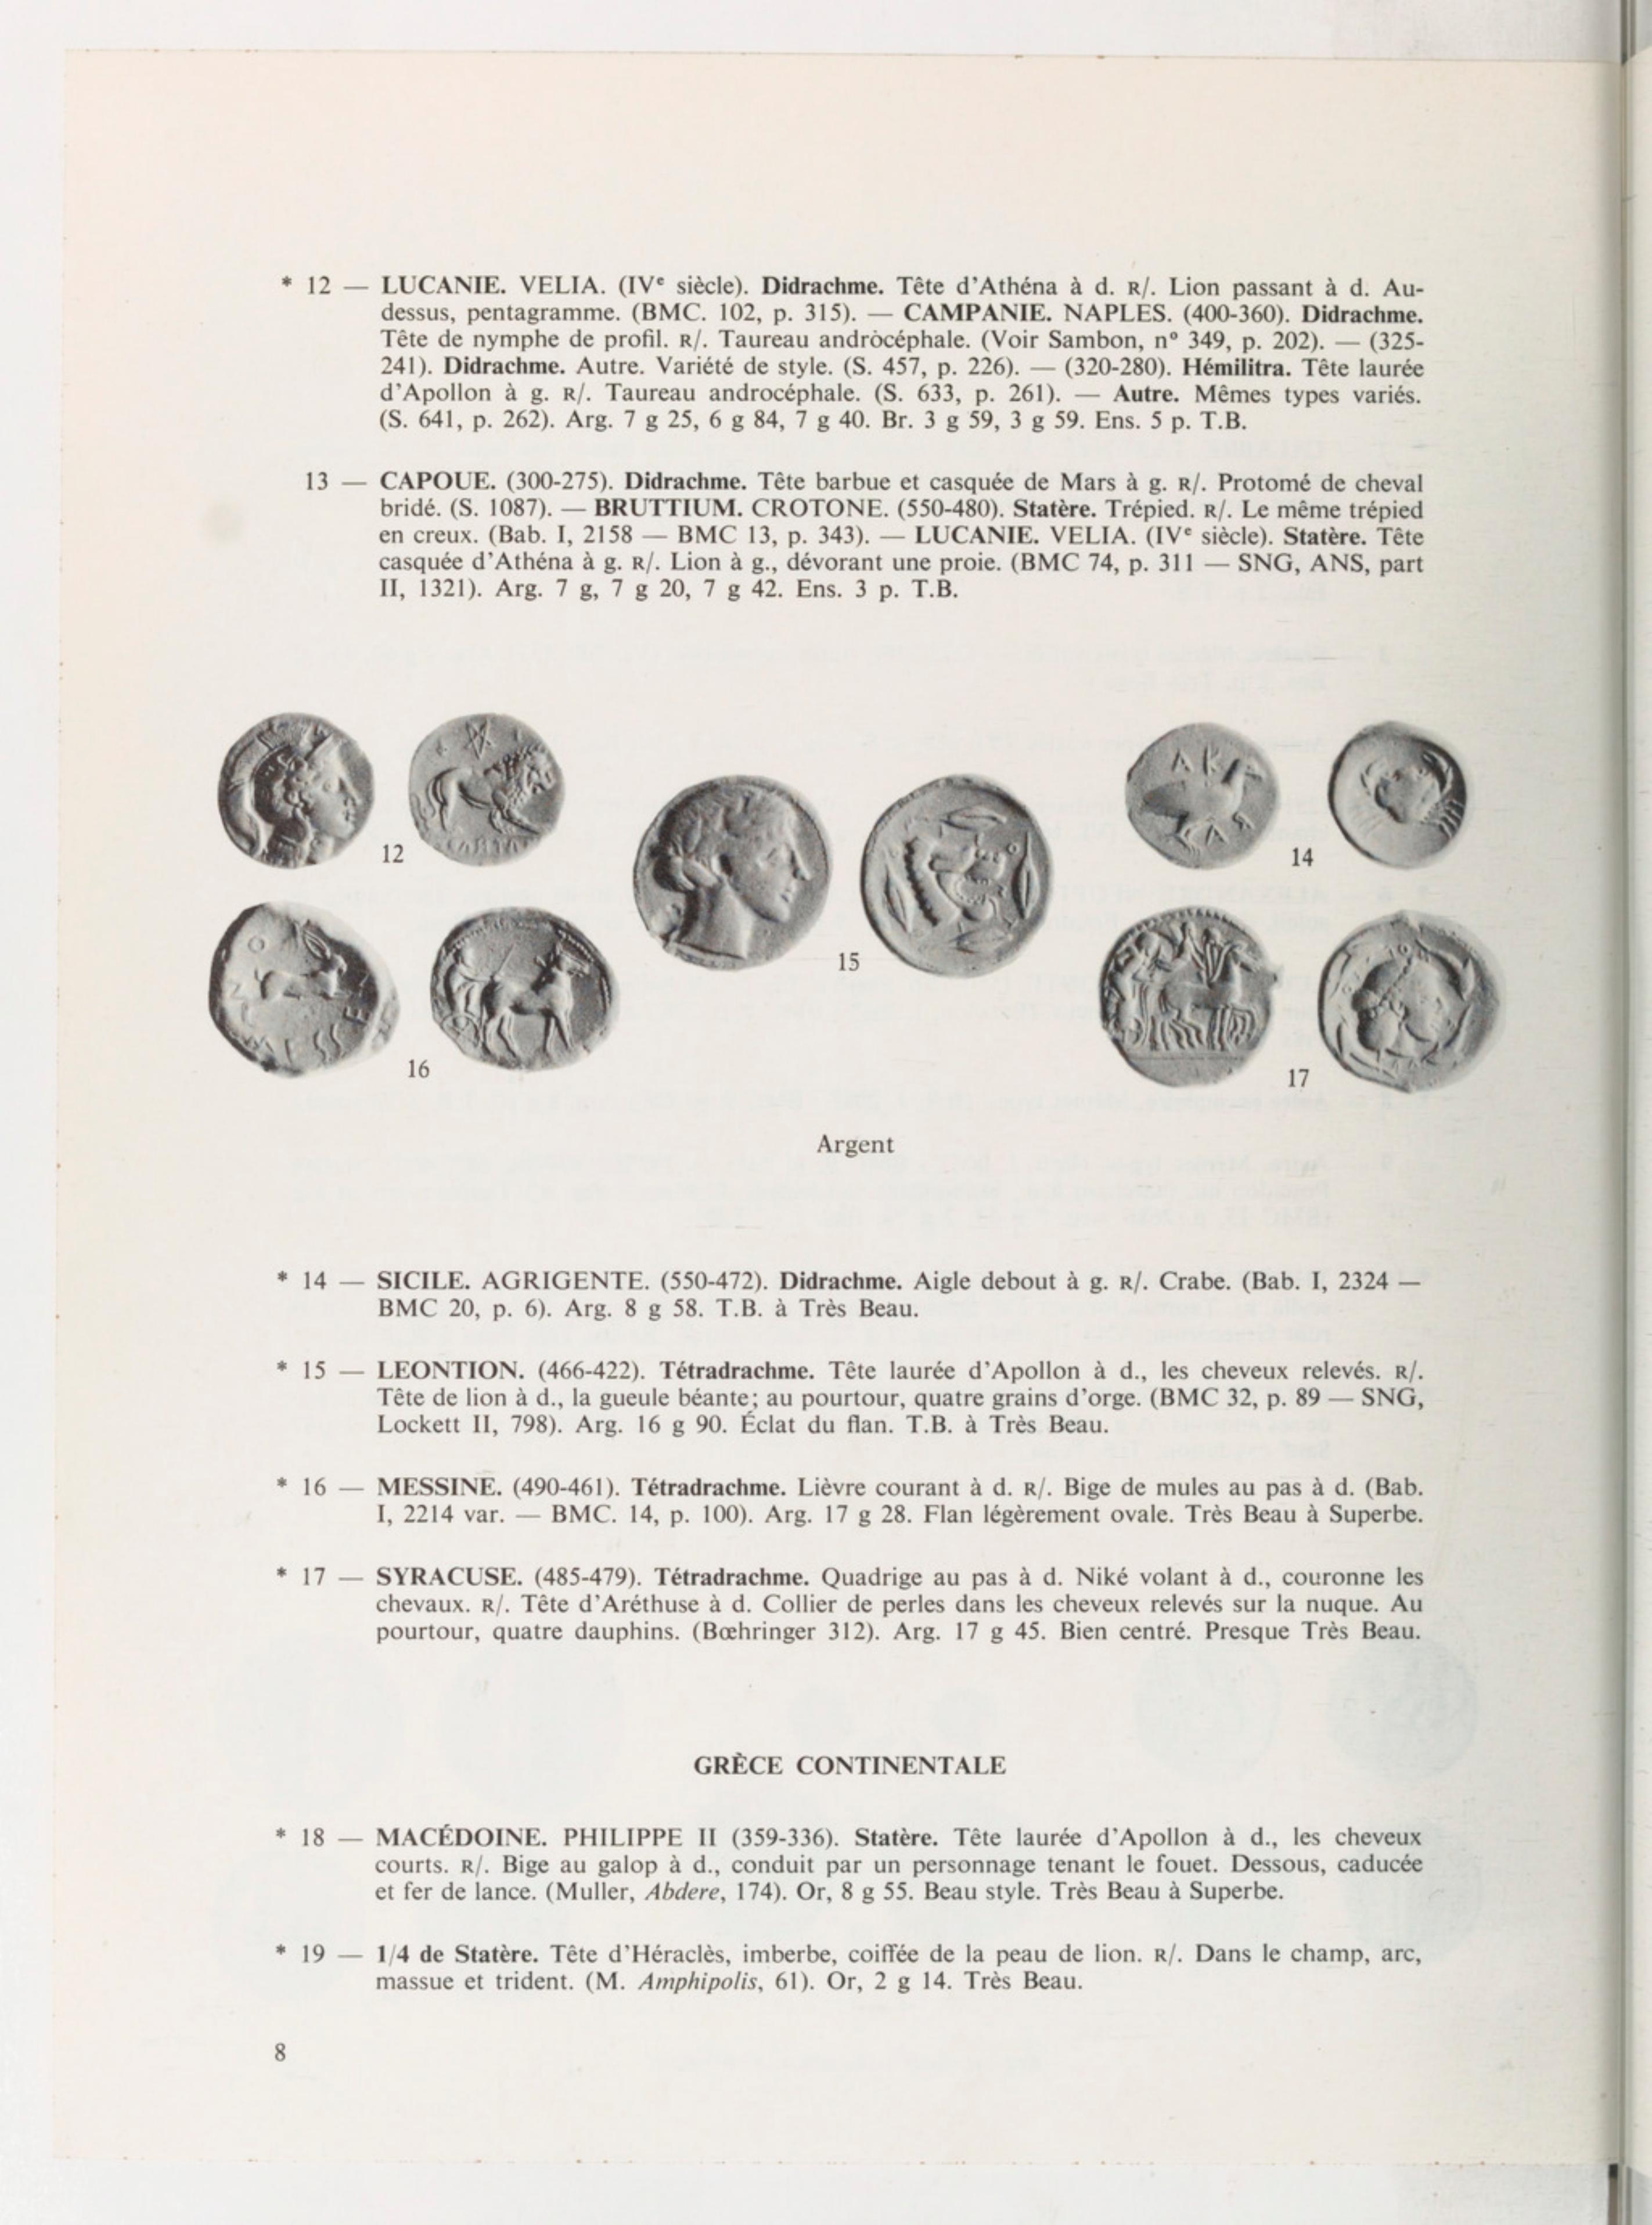 * 12 — LUCANIE. VELIA. (IVe siècle). Didrachme. Tête d'Athéna à d. R/. Lion passant à d. Au-
dessus, pentagramme. (BMC. 102, p. 315). — CAMPANIE. NAPLES. (400-360). Didrachme.
Tête de nymphe de profil. R/. Taureau andròcéphale. (Voir Sambon, nº 349, p. 202). — (325-
241). Didrachme. Autre. Variété de style. (S. 457, p. 226). — (320-280). Hémilitra. Tête laurée
d'Apollon à g. R/. Taureau androcéphale. (S. 633, p. 261). — Autre. Mêmes types variés.
(S. 641, p. 262). Arg. 7 g 25, 6 g 84, 7 g 40. Br. 3 g 59, 3 g 59. Ens. 5 p. T.B.
13 — CAPOUE. (300-275). Didrachme. Tête barbue et casquée de Mars à g. R/. Protomé de cheval
bridé. (S. 1087). — BRUTTIUM. CROTONE. (550-480). Statère. Trépied. R/. Le même trépied
en creux. (Bab. I, 2158 — BMC 13, p. 343). — LUCANIE. VELIA. (IVe siècle). Statère. Tête
casquée d'Athéna à g. R/. Lion à g., dévorant une proie. (BMC 74, p. 311 — SNG, ANS, part
II, 1321). Arg. 7 g, 7 g 20, 7 g 42. Ens. 3 p. T.B.
12
14
15
16
17
Argent
* 14 — SICILE. AGRIGENTE. (550-472). Didrachme. Aigle debout à g. R/. Crabe. (Bab. I, 2324 —
BMC 20, p. 6). Arg. 8 g 58. T.B. à Très Beau.
* 15 — LEONTION. (466-422). Tétradrachme. Tête laurée d'Apollon à d., les cheveux relevés. R/.
Tête de lion à d., la gueule béante; au pourtour, quatre grains d'orge. (BMC 32, p. 89 — SNG,
Lockett II, 798). Arg. 16 g 90. Éclat du flan. T.B. à Très Beau.
* 16 — MESSINE. (490-461). Tétradrachme. Lièvre courant à d. R/. Bige de mules au pas à d. (Bab.
I, 2214 var. — BMC. 14, p. 100). Arg. 17 g 28. Flan légèrement ovale. Très Beau à Superbe.
* 17 — SYRACUSE. (485-479). Tétradrachme. Quadrige au pas à d. Niké volant à d., couronne les
chevaux. R/. Tête d'Aréthuse à d. Collier de perles dans les cheveux relevés sur la nuque. Au
pourtour, quatre dauphins. (Bœhringer 312). Arg. 17 g 45. Bien centré. Presque Très Beau.
GRÈCE CONTINENTALE
* 18 — MACÉDOINE. PHILIPPE II (359-336). Statère. Tête laurée d'Apollon à d., les cheveux
courts. R/. Bige au galop à d., conduit par un personnage tenant le fouet. Dessous, caducée
et fer de lance. (Muller, Abdere, 174). Or, 8 g 55. Beau style. Très Beau à Superbe.
* 19 — 1/4 de Statère. Tête d'Héraclès, imberbe, coiffée de la peau de lion. R/. Dans le champ, arc,
massue et trident. (M. Amphipolis, 61). Or, 2 g 14. Très Beau.
8